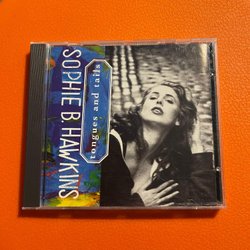 SOPHIE B. HAWKINS
tongues and tails